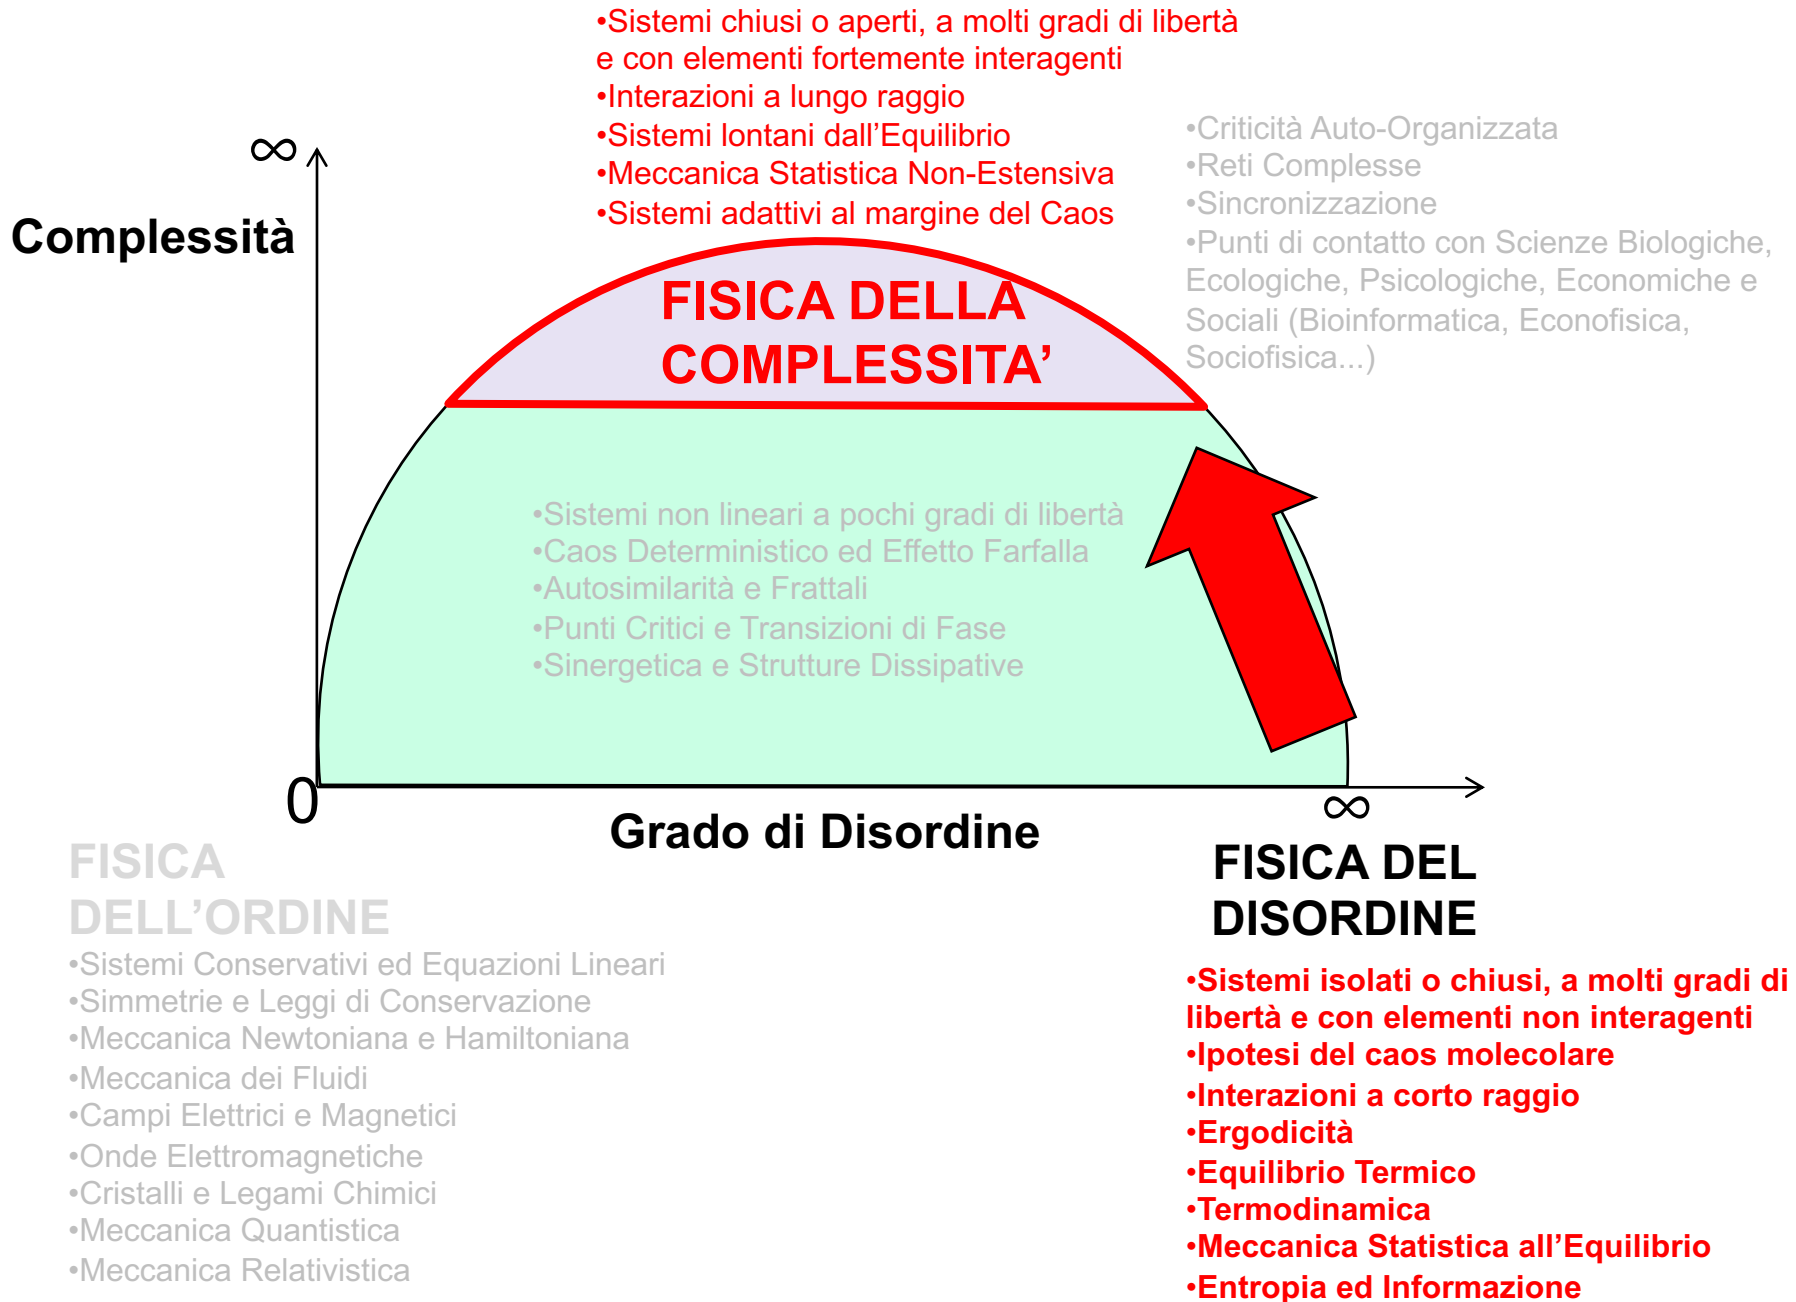 •Sistemi chiusi o aperti, a molti gradi di libertà
e con elementi fortemente interagenti
•Interazioni a lungo raggio
•Sistemi lontani dall’Equilibrio
•Meccanica Statistica Non-Estensiva
•Sistemi adattivi al margine del Caos
•Criticità Auto-Organizzata
•Reti Complesse
•Sincronizzazione
•Punti di contatto con Scienze Biologiche,
Ecologiche, Psicologiche, Economiche e
Sociali (Bioinformatica, Econofisica,
Sociofisica...)
∞
Complessità
FISICA DELLA
COMPLESSITA’
•Sistemi non lineari a pochi gradi di libertà
•Caos Deterministico ed Effetto Farfalla
•Autosimilarità e Frattali
•Punti Critici e Transizioni di Fase
•Sinergetica e Strutture Dissipative
0
Grado di Disordine
∞
FISICA
DELL’ORDINE
•Sistemi Conservativi ed Equazioni Lineari
•Simmetrie e Leggi di Conservazione
•Meccanica Newtoniana e Hamiltoniana
•Meccanica dei Fluidi
•Campi Elettrici e Magnetici
•Onde Elettromagnetiche
•Cristalli e Legami Chimici
•Meccanica Quantistica
•Meccanica Relativistica
FISICA DEL
DISORDINE
•Sistemi isolati o chiusi, a molti gradi di
libertà e con elementi non interagenti
•Ipotesi del caos molecolare
•Interazioni a corto raggio
•Ergodicità
•Equilibrio Termico
•Termodinamica
•Meccanica Statistica all’Equilibrio
•Entropia ed Informazione